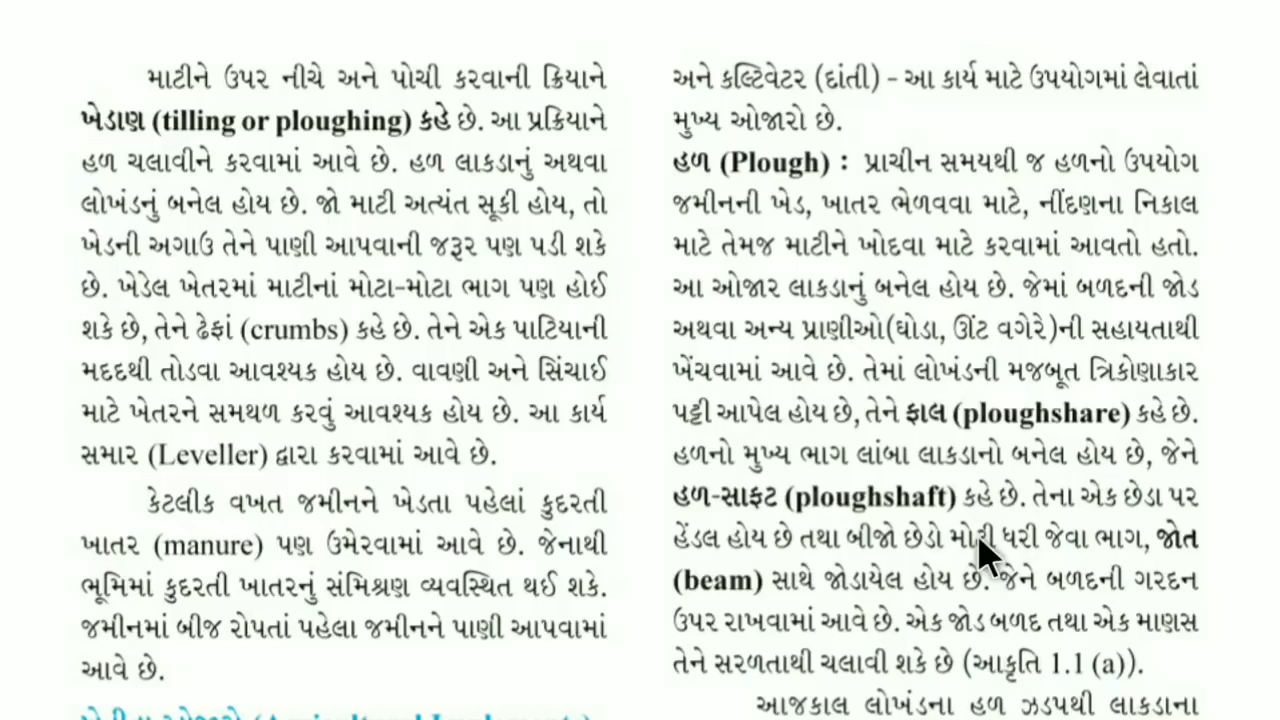 માટીને ઉપર નીચે અને પોચી કરવાની ક્રિયાને
ખેડાણ (tilling or ploughing) કહે છે. આ પ્રક્રિયાને
હળ ચલાવીને કરવામાં આવે છે. હળ લાકડાનું અથવા
લોખંડનું બનેલ હોય છે. જો માટી અત્યંત સૂકી હોય, તો
ખેડની અગાઉ તેને પાણી આપવાની જરૂર પણ પડી શકે
છે. ખેડેલ ખેતરમાં માટીનાં મોટા-મોટા ભાગ પણ હોઈ
શકે છે, તેને ઢેફાં (crumbs) કહે છે. તેને એક પાટિયાની
મદદથી તોડવા આવશ્યક હોય છે. વાવણી અને સિંચાઈ
માટે ખેતરને સમથળ કરવું આવશ્યક હોય છે. આ કાર્ય
સમાર (Leveller) દ્વારા કરવામાં આવે છે.
કેટલીક વખત જમીનને ખેડતા પહેલાં કુદરતી
ખાતર (manure) પણ ઉમેરવામાં આવે છે. જેનાથી
ભૂમિમાં કુદરતી ખાતરનું સંમિશ્રણ વ્યવસ્થિત થઈ શકે.
જમીનમાં બીજ રોપતાં પહેલા જમીનને પાણી આપવામાં
આવે છે.
ખેતીના ઓજારો (Agricultural Implements)
અને કલ્ટિવેટર (દાંતી) - આ કાર્ય માટે ઉપયોગમાં લેવાતાં
મુખ્ય ઓજારો છે.
હળ (Plough) : પ્રાચીન સમયથી જ હળનો ઉપયોગ
જમીનની ખેડ, ખાતર ભેળવવા માટે, નીંદણના નિકાલ
માટે તેમજ માટીને ખોદવા માટે કરવામાં આવતો હતો.
આ ઓજાર લાકડાનું બનેલ હોય છે. જેમાં બળદની જોડ
અથવા અન્ય પ્રાણીઓ(ઘોડા, ઊંટ વગેરે)ની સહાયતાથી
ખેંચવામાં આવે છે. તેમાં લોખંડની મજબૂત ત્રિકોણાકાર
પટ્ટી આપેલ હોય છે, તેને ફાલ (ploughshare) કહે છે.
હળનો મુખ્ય ભાગ લાંબા લાકડાનો બનેલ હોય છે, જેને
હળ-સાફટ (ploughshaft) કહે છે. તેના એક છેડા પર
હેંડલ હોય છે તથા બીજો છેડો મોરી ધરી જેવા ભાગ, જોત
(beam) સાથે જોડાયેલ હોય છે. જેને બળદની ગરદન
ઉપર રાખવામાં આવે છે. એક જોડ બળદ તથા એક માણસ
તેને સરળતાથી ચલાવી શકે છે (આકૃતિ 1.1 (a)).
આજકાલ લોખંડના હળ ઝડપથી લાકડાના